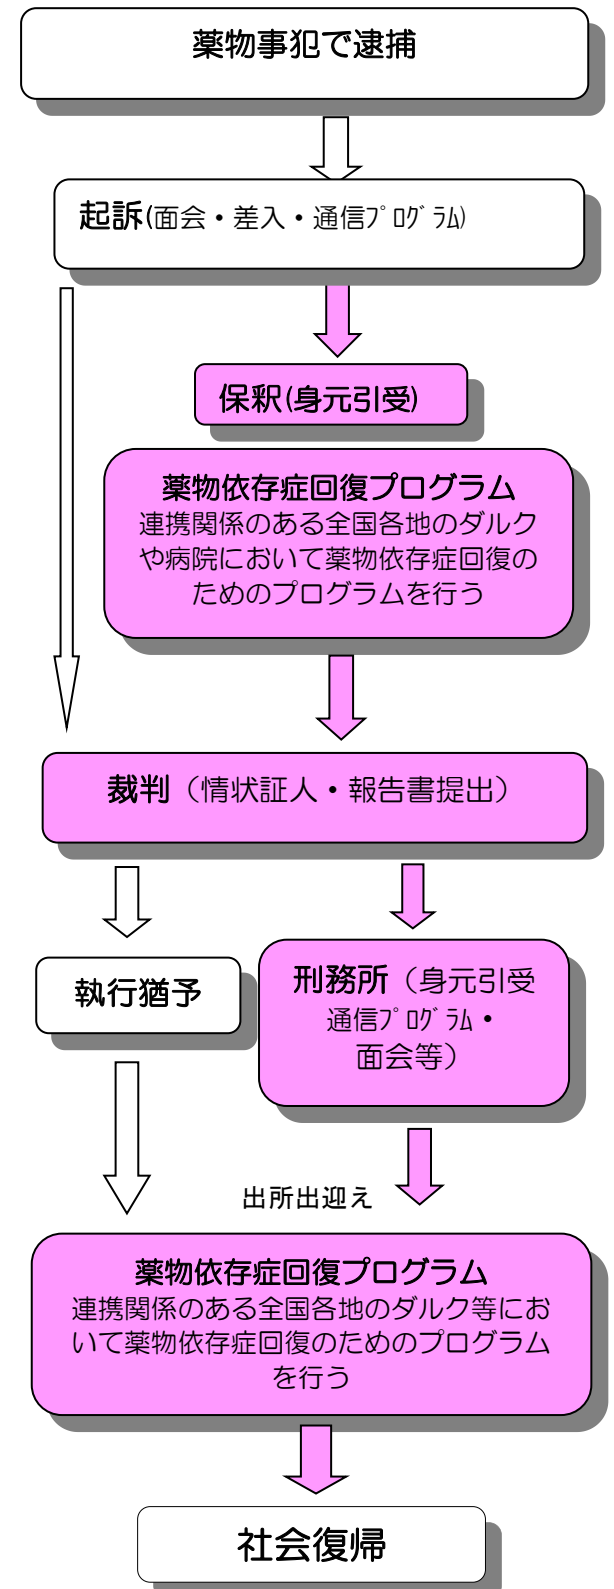 薬物事犯で逮捕
起訴(面会・差入・通信ﾌﾟﾛｸﾞﾗﾑ)
保釈(身元引受)
薬物依存症回復プログラム
連携関係のある全国各地のダルク
や病院において薬物依存症回復の
ためのプログラムを行う
裁判（情状証人・報告書提出）
執行猶予
刑務所（身元引受
通信ﾌﾟﾛｸﾞﾗﾑ・
面会等）
出所出迎え
薬物依存症回復プログラム
連携関係のある全国各地のダルク等にお
いて薬物依存症回復のためのプログラム
を行う
社会復帰